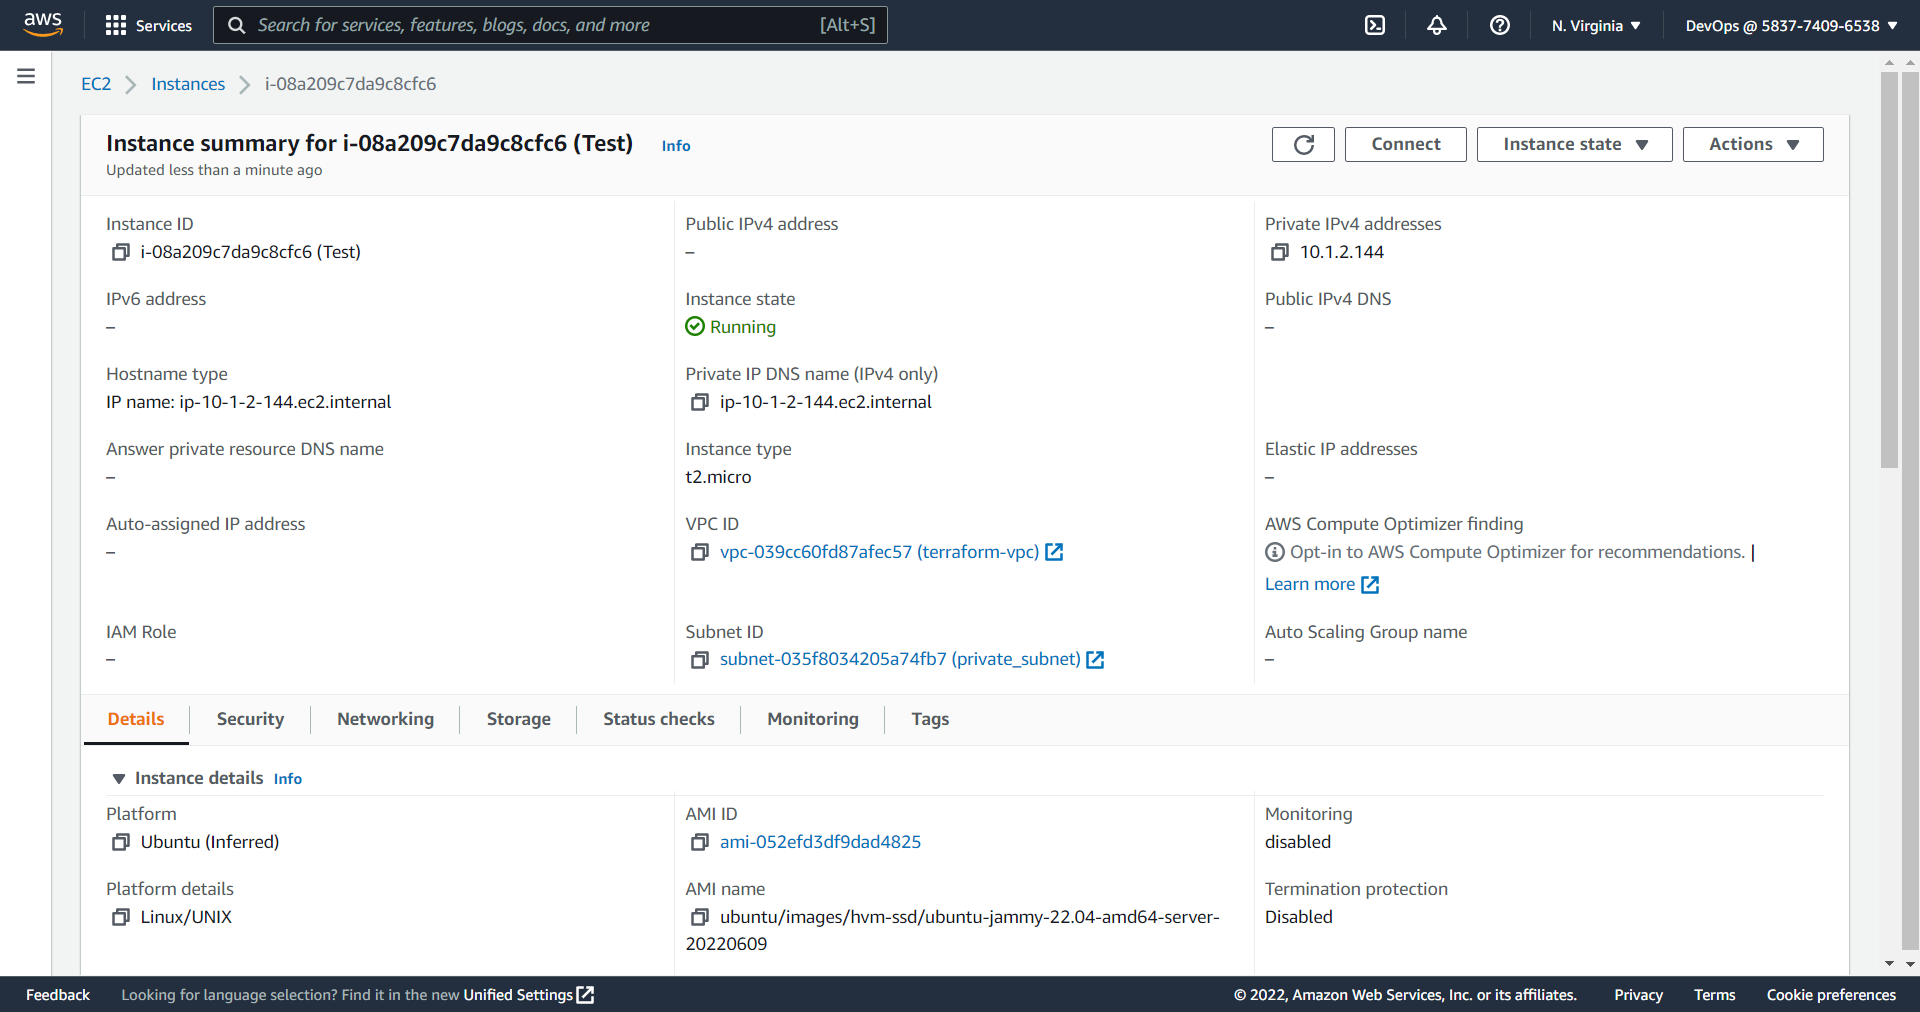 aws
Services
Search for services, features, blogs, docs, and more
[Alt+S]
N. Virginia
DevOps @ 5837-7409-6538
EC2
Instances
i-08a209c7da9c8cfc6
Instance summary for i-08a209c7da9c8cfc6 (Test)
Info
Updated less than a minute ago
Connect
Instance state
Actions
Instance ID
i-08a209c7da9c8cfc6 (Test)
Public IPv4 address
–
Private IPv4 addresses
10.1.2.144
IPv6 address
–
Instance state
Running
Public IPv4 DNS
–
Hostname type
IP name: ip-10-1-2-144.ec2.internal
Private IP DNS name (IPv4 only)
ip-10-1-2-144.ec2.internal
Answer private resource DNS name
–
Instance type
t2.micro
Elastic IP addresses
–
Auto-assigned IP address
–
VPC ID
vpc-039cc60fd87afec57 (terraform-vpc)
AWS Compute Optimizer finding
Opt-in to AWS Compute Optimizer for recommendations. |
Learn more
IAM Role
–
Subnet ID
subnet-035f8034205a74fb7 (private_subnet)
Auto Scaling Group name
–
Details
Security
Networking
Storage
Status checks
Monitoring
Tags
Instance details
Info
Platform
Ubuntu (Inferred)
AMI ID
ami-052efd3df9dad4825
Monitoring
disabled
Platform details
Linux/UNIX
AMI name
ubuntu/images/hvm-ssd/ubuntu-jammy-22.04-amd64-server-
20220609
Termination protection
Disabled
Feedback
Looking for language selection? Find it in the new Unified Settings
© 2022, Amazon Web Services, Inc. or its affiliates.
Privacy
Terms
Cookie preferences